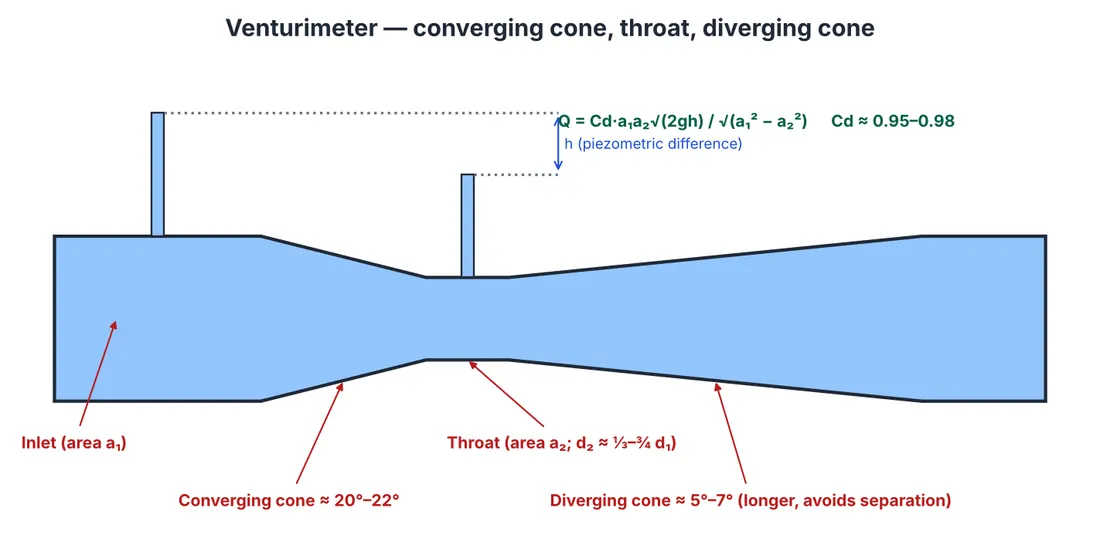 Venturimeter — converging cone, throat, diverging cone
Q = Cd·a₁a₂√(2gh) / √(a₁² − a₂²) Cd ≈ 0.95–0.98
h (piezometric difference)
Inlet (area a₁)
Throat (area a₂; d₂ ≈ ⅓–¾ d₁)
Converging cone ≈ 20°–22°
Diverging cone ≈ 5°–7° (longer, avoids separation)